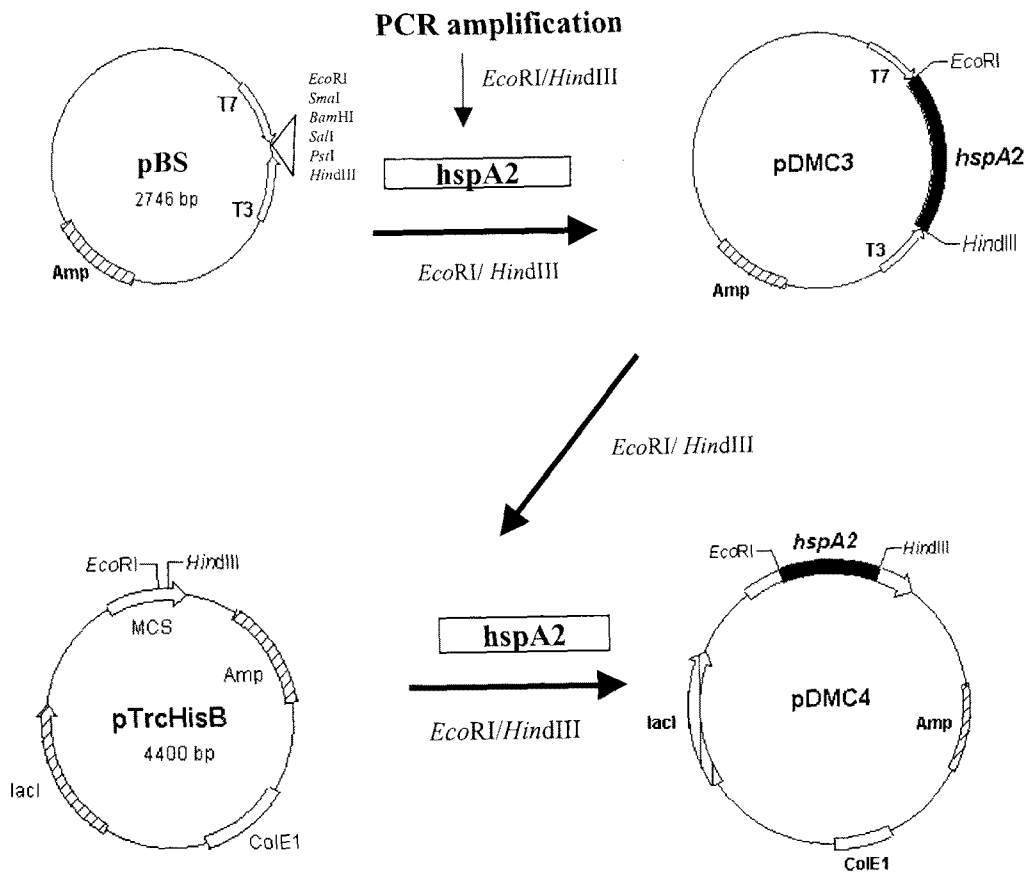 PCR amplification
EcoRI/HindIII
hspA2
EcoRI/ HindIII
T7
EcoRI
SmaI
BamHI
SalI
PstI
HindIII
pBS
2746 bp
T3
Amp
T7
EcoRI
pDMC3
hspA2
HindIII
T3
Amp
EcoRI/ HindIII
EcoRI
HindIII
MCS
Amp
pTrcHisB
4400 bp
lacI
ColE1
hspA2
EcoRI/HindIII
EcoRI
hspA2
HindIII
pDMC4
lacI
Amp
ColE1